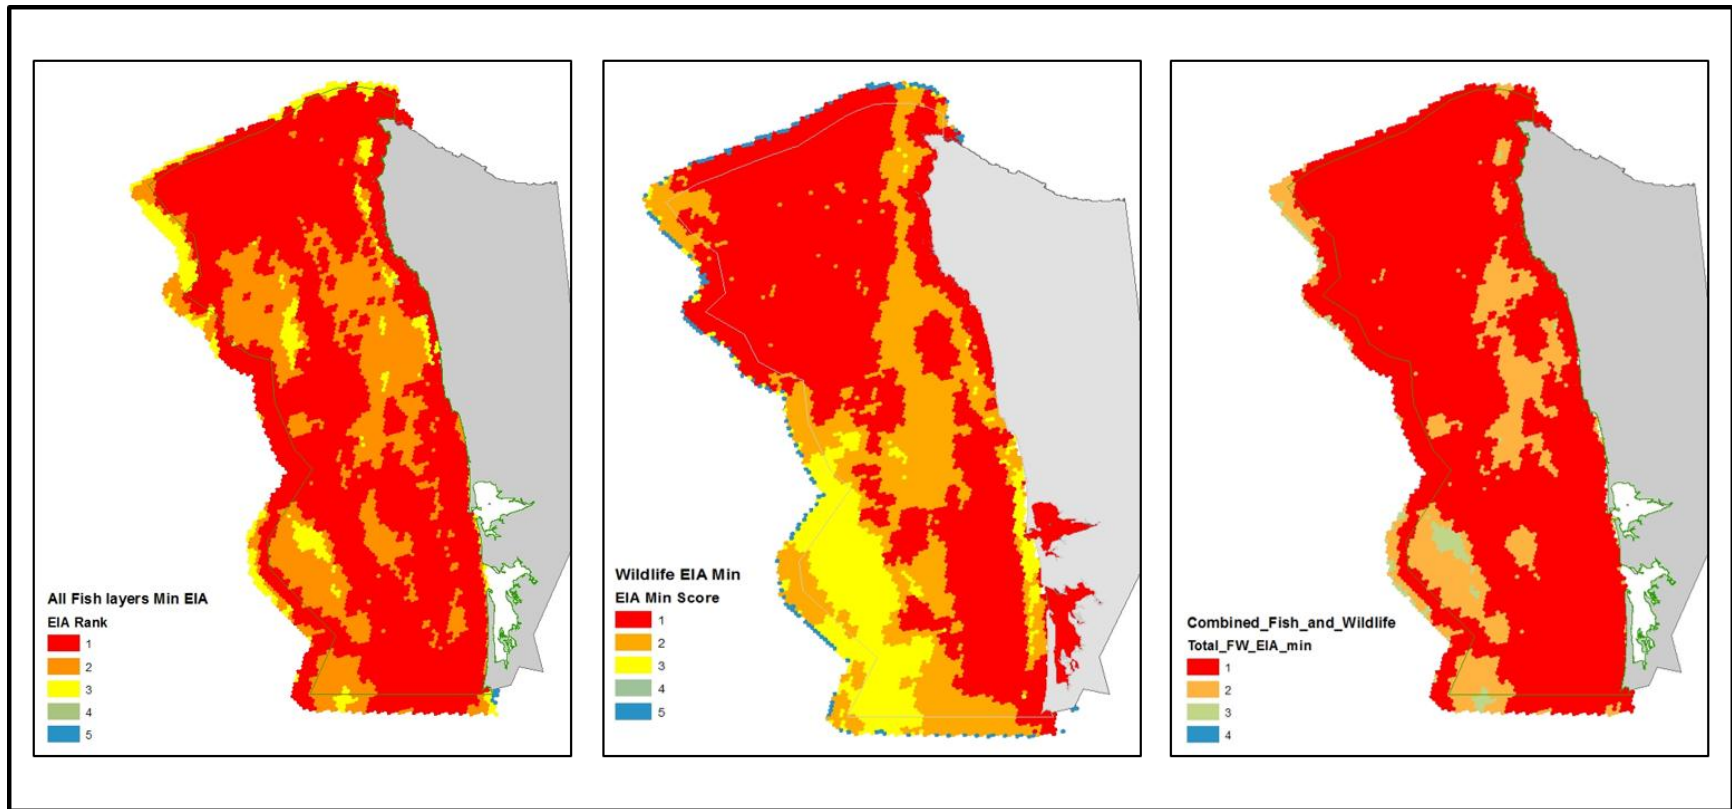 All Fish layers Min EIA
EIA Rank
1
2
3
4
5
Wildlife EIA Min
EIA Min Score
1
2
3
4
5
Combined_Fish_and_Wildlife
Total_FW_EIA_min
1
2
3
4